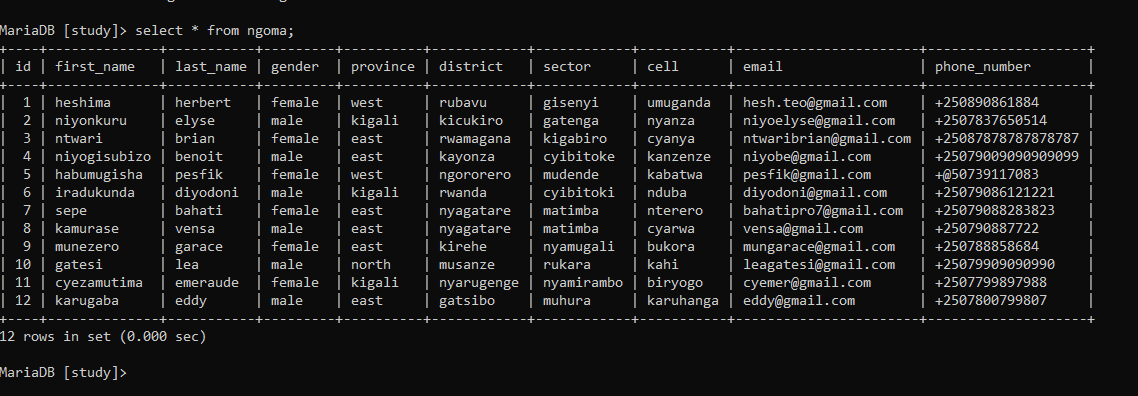 MariaDB [study]> select * from ngoma;
+----+--------------+-----------+--------+----------+------------+------------+-----------+-----------------------+--------------------+
| id | first_name | last_name | gender | province | district | sector | cell | email | phone_number |
+----+--------------+-----------+--------+----------+------------+------------+-----------+-----------------------+--------------------+
| 1 | heshima | herbert | female | west | rubavu | gisenyi | umuganda | hesh.teo@gmail.com | +250890861884 |
| 2 | niyonkuru | elyse | male | kigali | kicukiro | gatenga | nyanza | niyoelyse@gmail.com | +2507837650514 |
| 3 | ntwari | brian | female | east | rwamagana | kigabiro | cyanya | ntwaribrian@gmail.com | +25087878787878787 |
| 4 | niyogisubizo | benoit | male | east | kayonza | cyibitoke | kanzenze | niyobe@gmail.com | +25079009090909099 |
| 5 | habumugisha | pesfik | female | west | ngororero | mudende | kabatwa | pesfik@gmail.com | +@50739117083 |
| 6 | iradukunda | diyodoni | male | kigali | rwanda | cyibitoki | nduba | diyodoni@gmail.com | +25079086121221 |
| 7 | sepe | bahati | female | east | nyagatare | matimba | nterero | bahatipro7@gmail.com | +25079088283823 |
| 8 | kamurase | vensa | male | east | nyagatare | matimba | cyarwa | vensa@gmail.com | +250790887722 |
| 9 | munezero | garace | female | east | kirehe | nyamugali | bukora | mungarace@gmail.com | +250788858684 |
| 10 | gatesi | lea | male | north | musanze | rukara | kahi | leagatesi@gmail.com | +25079909090990 |
| 11 | cyezamutima | emeraude | female | kigali | nyarugenge | nyamirambo | biryogo | cyemer@gmail.com | +2507799897988 |
| 12 | karugaba | eddy | male | east | gatsibo | muhura | karuhanga | eddy@gmail.com | +2507800799807 |
+----+--------------+-----------+--------+----------+------------+------------+-----------+-----------------------+--------------------+
12 rows in set (0.000 sec)
MariaDB [study]>